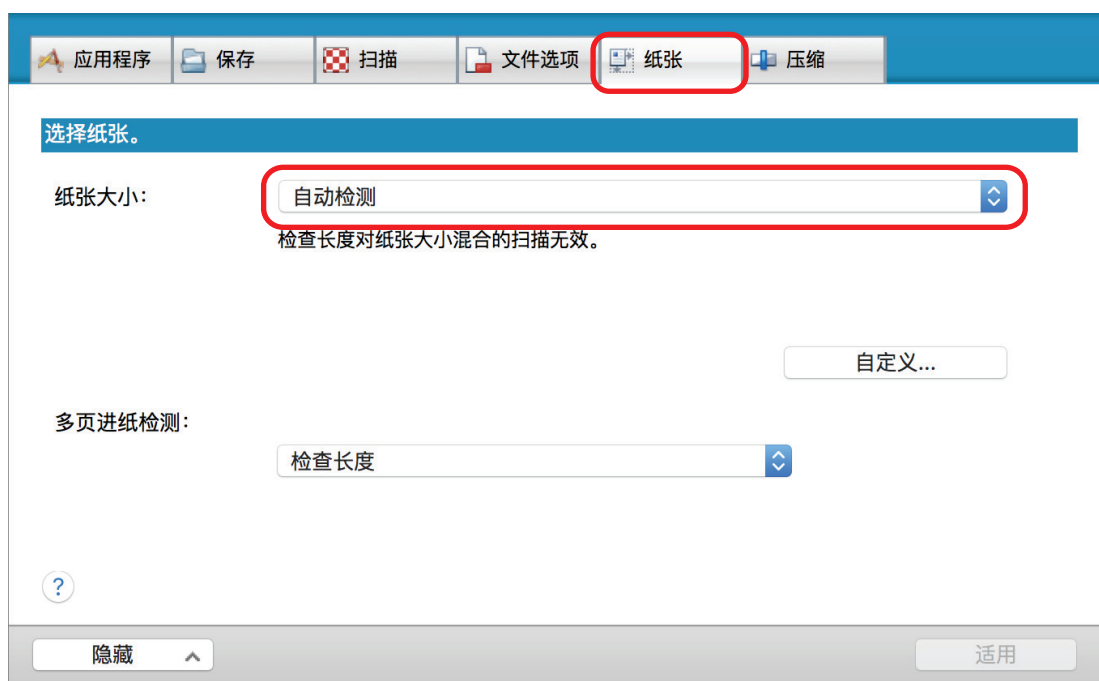 应用程序 保存 扫描 文件选项 纸张 压缩
选择纸张。
纸张大小: 自动检测
检查长度对纸张大小混合的扫描无效。
自定义...
多页进纸检测:
检查长度
?
隐藏 适用